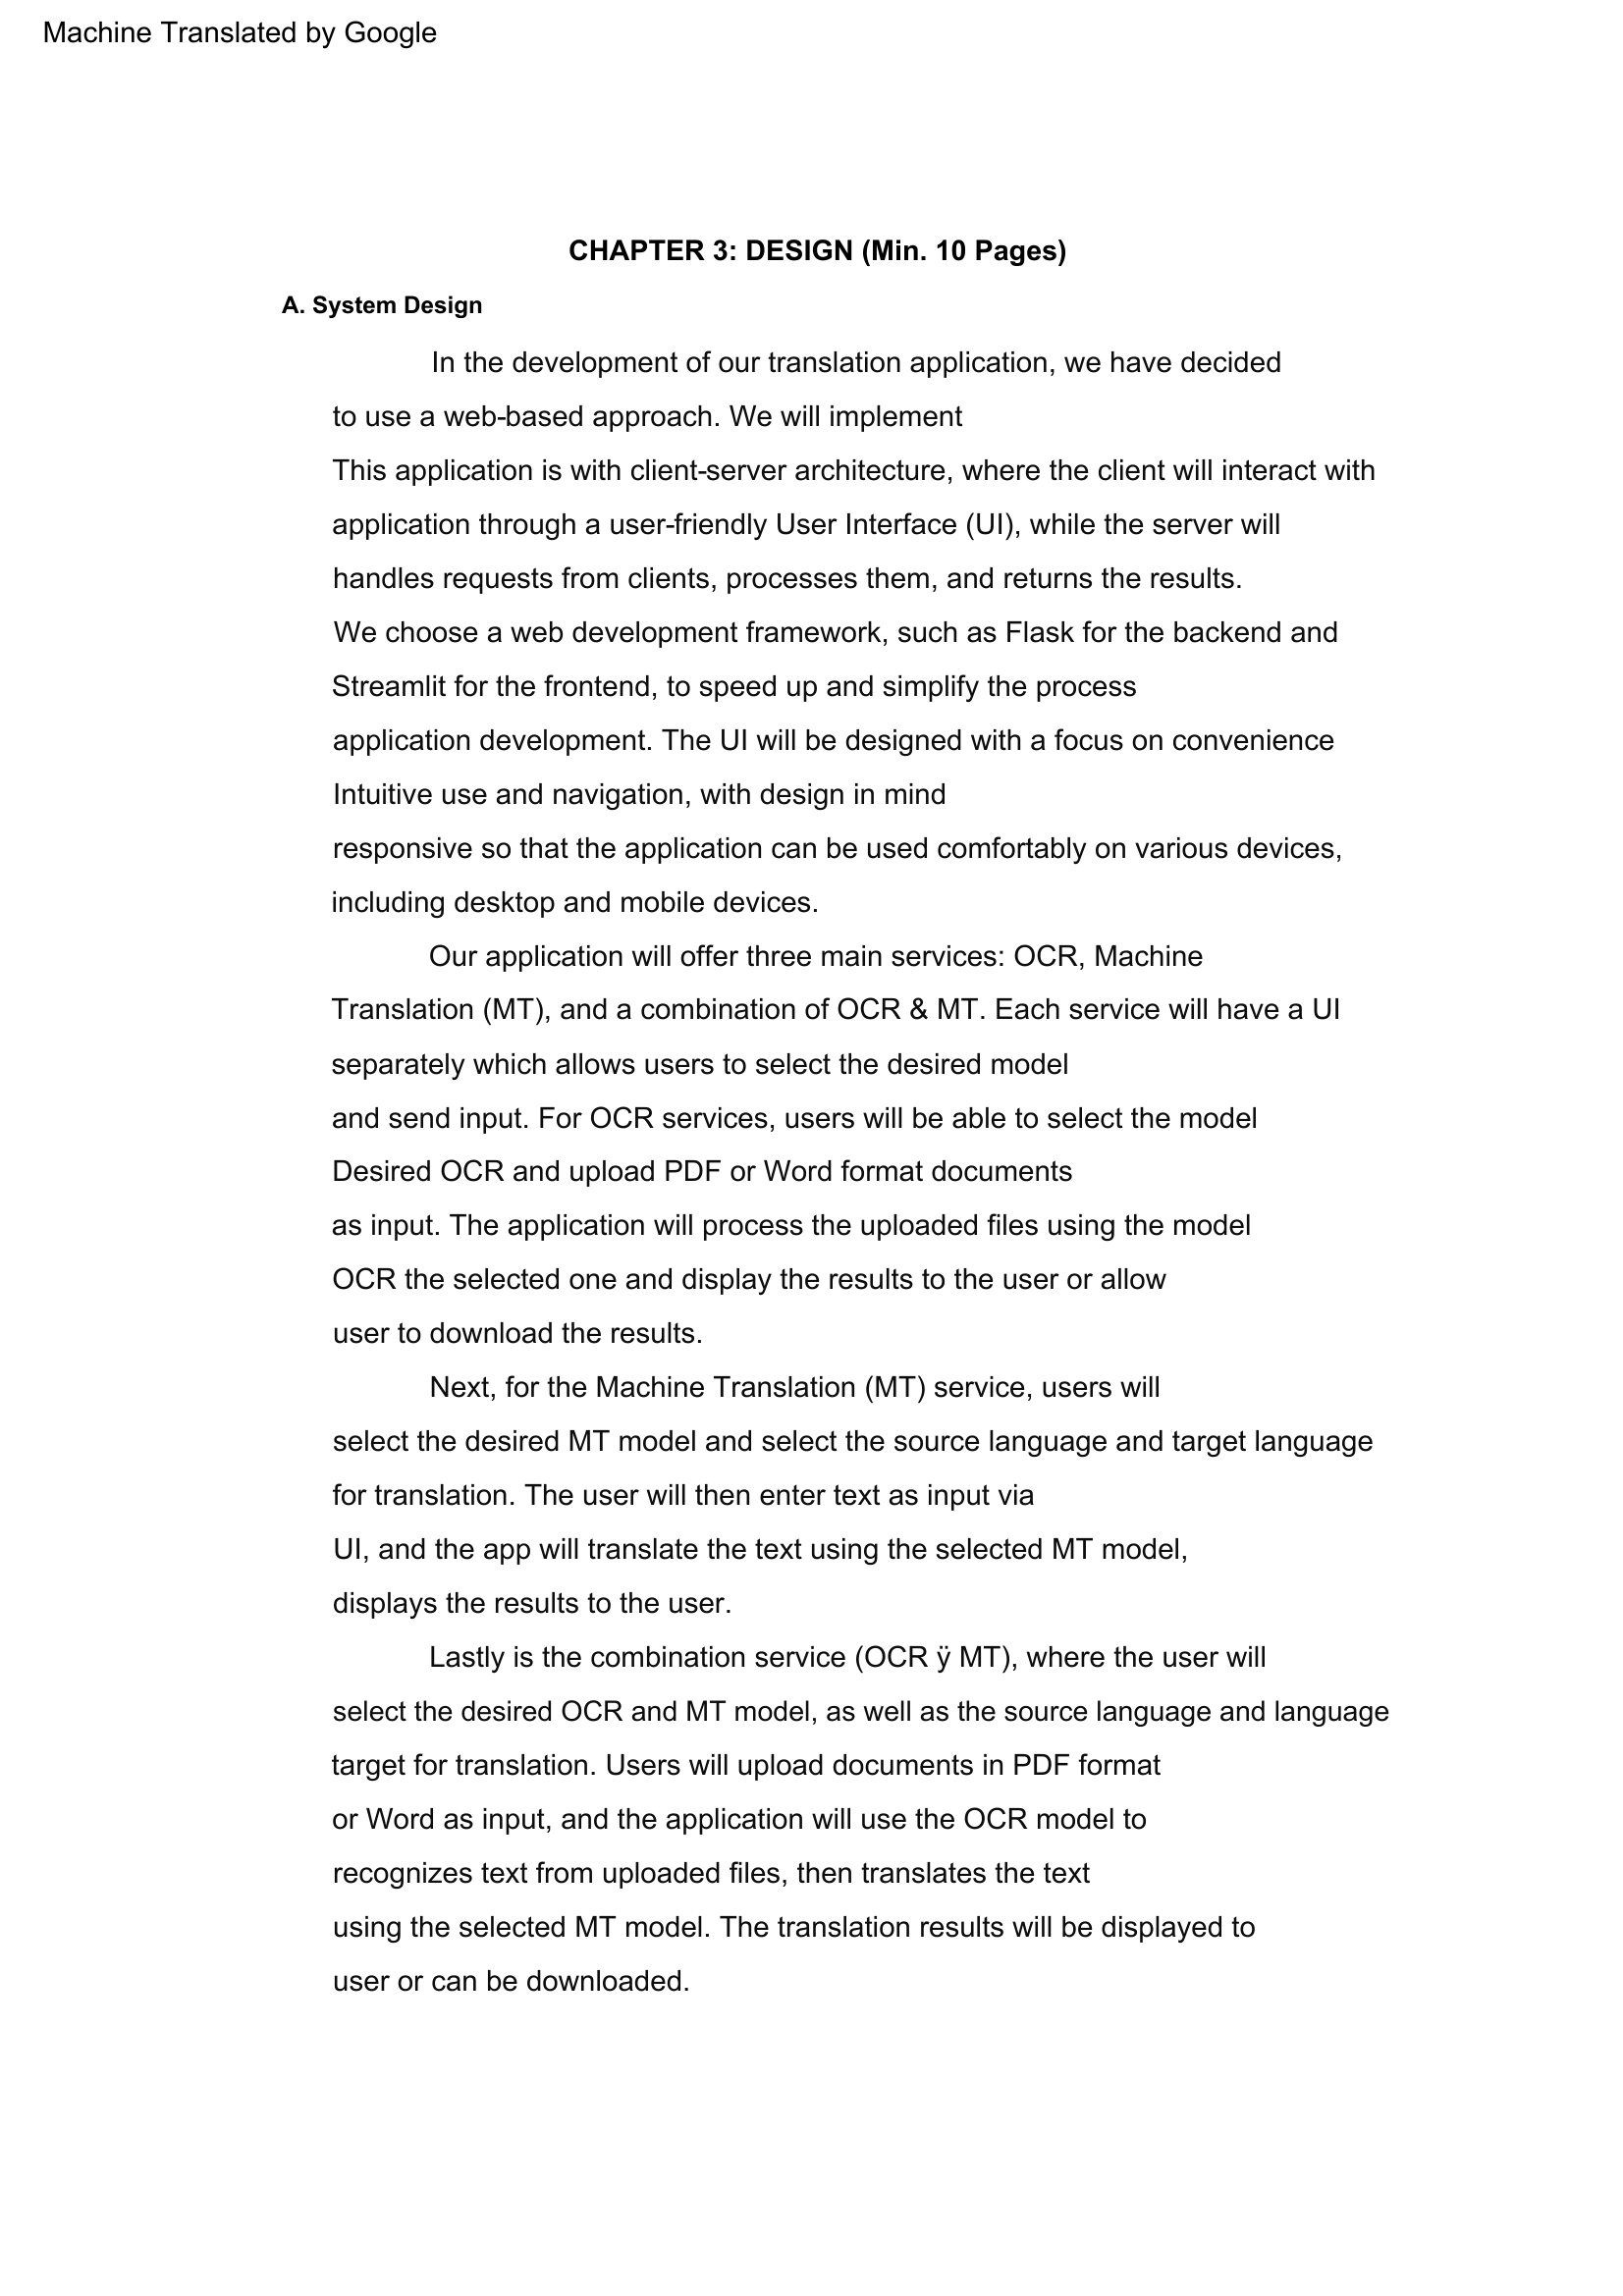 Machine Translated by Google
CHAPTER 3: DESIGN (Min. 10 Pages)
A. System Design
In the development of our translation application, we have decided
to use a web-based approach. We will implement
This application is with client-server architecture, where the client will interact with
application through a user-friendly User Interface (UI), while the server will
handles requests from clients, processes them, and returns the results.
We choose a web development framework, such as Flask for the backend and
Streamlit for the frontend, to speed up and simplify the process
application development. The UI will be designed with a focus on convenience
Intuitive use and navigation, with design in mind
responsive so that the application can be used comfortably on various devices,
including desktop and mobile devices.
Our application will offer three main services: OCR, Machine
Translation (MT), and a combination of OCR & MT. Each service will have a UI
separately which allows users to select the desired model
and send input. For OCR services, users will be able to select the model
Desired OCR and upload PDF or Word format documents
as input. The application will process the uploaded files using the model
OCR the selected one and display the results to the user or allow
user to download the results.
Next, for the Machine Translation (MT) service, users will
select the desired MT model and select the source language and target language
for translation. The user will then enter text as input via
UI, and the app will translate the text using the selected MT model,
displays the results to the user.
Lastly is the combination service (OCR ÿ MT), where the user will
select the desired OCR and MT model, as well as the source language and language
target for translation. Users will upload documents in PDF format
or Word as input, and the application will use the OCR model to
recognizes text from uploaded files, then translates the text
using the selected MT model. The translation results will be displayed to
user or can be downloaded.